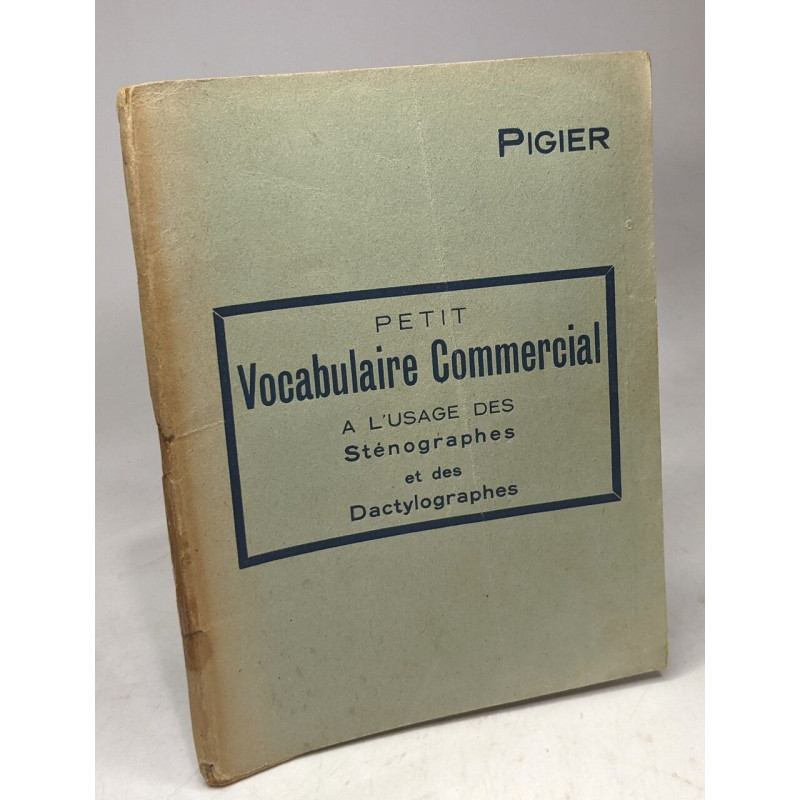 PIGIER
PETIT
Vocabulaire Commercial
A L'USAGE DES
Sténographes
et des
Dactylographes